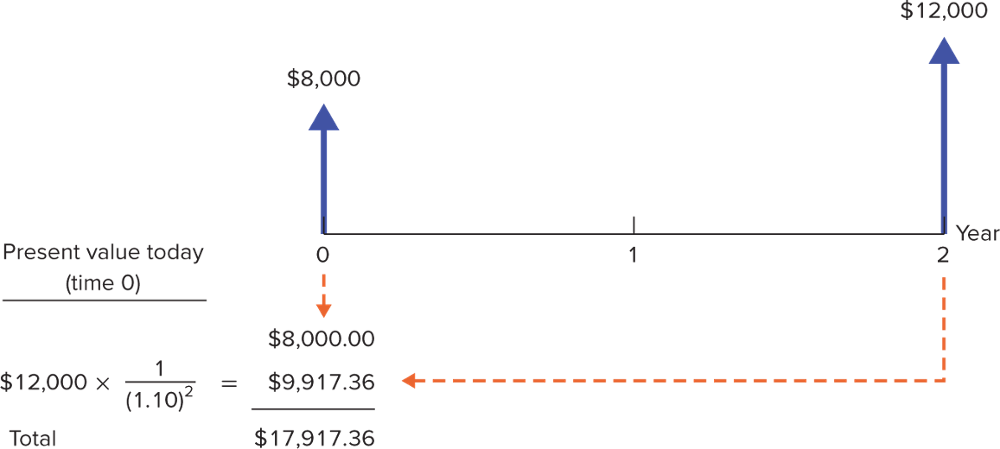 $12,000
$8,000
Year
0 1 2
Present value today
(time 0)
$8,000.00
$12,000 × 1/(1.10)² = $9,917.36
Total $17,917.36